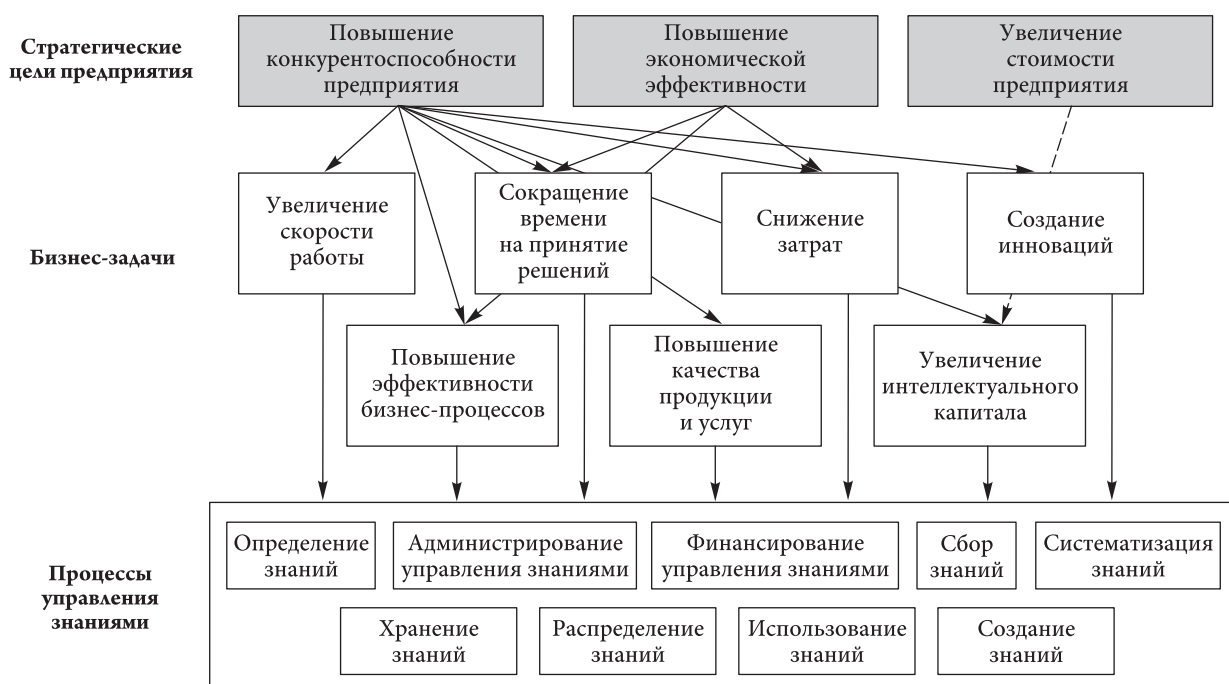 Стратегические
цели предприятия
Повышение
конкурентоспособности
предприятия
Повышение
экономической
эффективности
Увеличение
стоимости
предприятия
Бизнес-задачи
Увеличение
скорости
работы
Сокращение
времени
на принятие
решений
Снижение
затрат
Создание
инноваций
Повышение
эффективности
бизнес-процессов
Повышение
качества
продукции
и услуг
Увеличение
интеллектуального
капитала
Процессы
управления
знаниями
Определение
знаний
Администрирование
управления знаниями
Финансирование
управления знаниями
Сбор
знаний
Систематизация
знаний
Хранение
знаний
Распределение
знаний
Использование
знаний
Создание
знаний